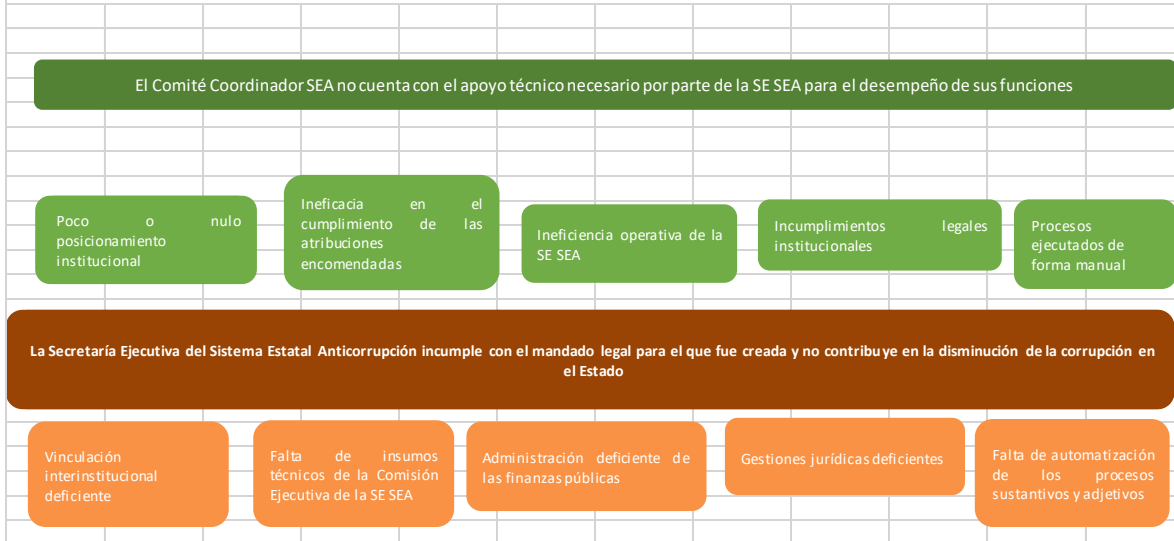 El Comité Coordinador SEA no cuenta con el apoyo técnico necesario por parte de la SE SEA para el desempeño de sus funciones
Poco o nulo
posicionamiento
institucional
Ineficacia en el
cumplimiento de las
atribuciones
encomendadas
Ineficiencia operativa de la
SE SEA
Incumplimientos legales
institucionales
Procesos
ejecutados de
forma manual
La Secretaría Ejecutiva del Sistema Estatal Anticorrupción incumple con el mandado legal para el que fue creada y no contribuye en la disminución de la corrupción en
el Estado
Vinculación
interinstitucional
deficiente
Falta de insumos
técnicos de la Comisión
Ejecutiva de la SE SEA
Administración deficiente de
las finanzas públicas
Gestiones jurídicas deficientes
Falta de automatización
de los procesos
sustantivos y adjetivos